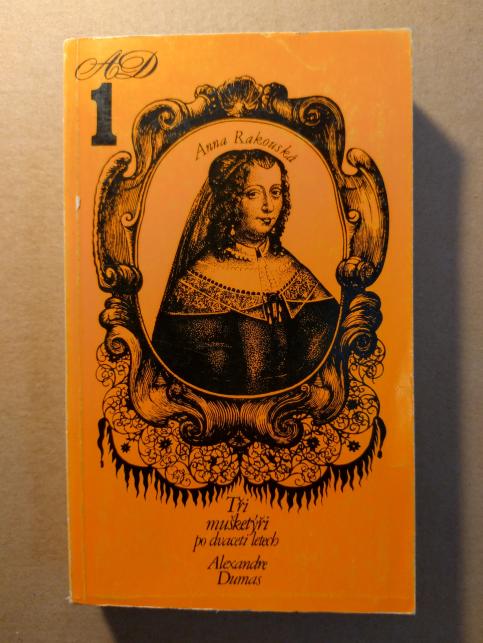 AD
1
Anna Rakouská
Tři
mušketýři
po dvaceti letech
Alexandre
Dumas